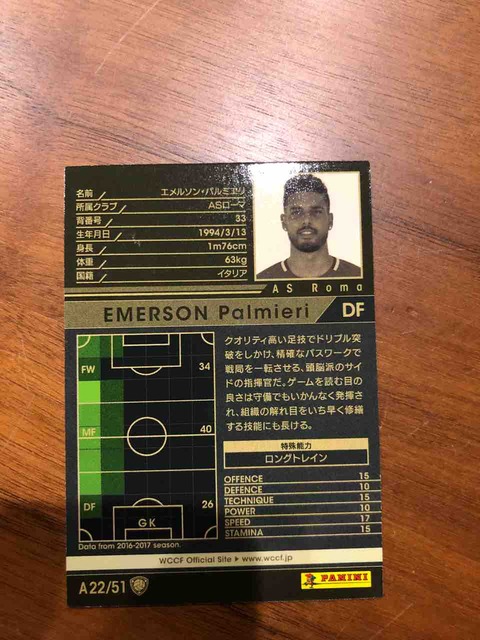 名前 エメルソン・パルミエリ
所属クラブ ASローマ
背番号 33
生年月日 1994/3/13
身長 1m76cm
体重 63kg
国籍 イタリア
AS Roma
EMERSON Palmieri DF
FW 34
MF 40
DF 26
GK
Data from 2016-2017 season.
クオリティ高い足技でドリブル突
破をしかけ、精確なパスワークで
戦局を一転させる、頭脳派のサイ
ドの指揮官だ。ゲームを読む目の
良さは守備でもいかんなく発揮さ
れ、組織の解れ目をいち早く修繕
する技能にも長ける。
特殊能力
ロングトレイン
OFFENCE 15
DEFENCE 10
TECHNIQUE 15
POWER 10
SPEED 17
STAMINA 15
WCCF Official Site ▶ www.wccf.jp
A22/51
PANINI